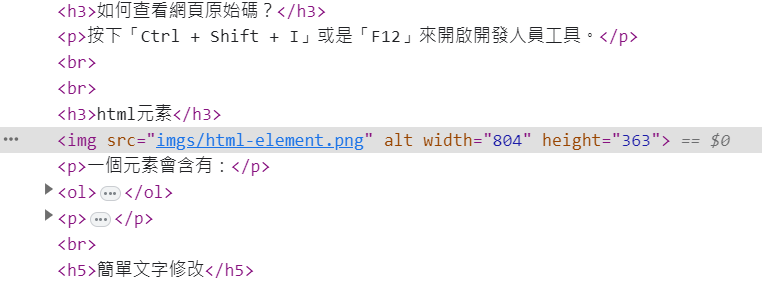 <h3>如何查看網頁原始碼？</h3>
<p>按下「Ctrl + Shift + I」或是「F12」來開啟開發人員工具。</p>
<br>
<br>
<h3>html元素</h3>
<img src="imgs/html-element.png" alt width="804" height="363"> == $0
<p>一個元素會含有：</p>
<ol>…</ol>
<p>…</p>
<br>
<h5>簡單文字修改</h5>